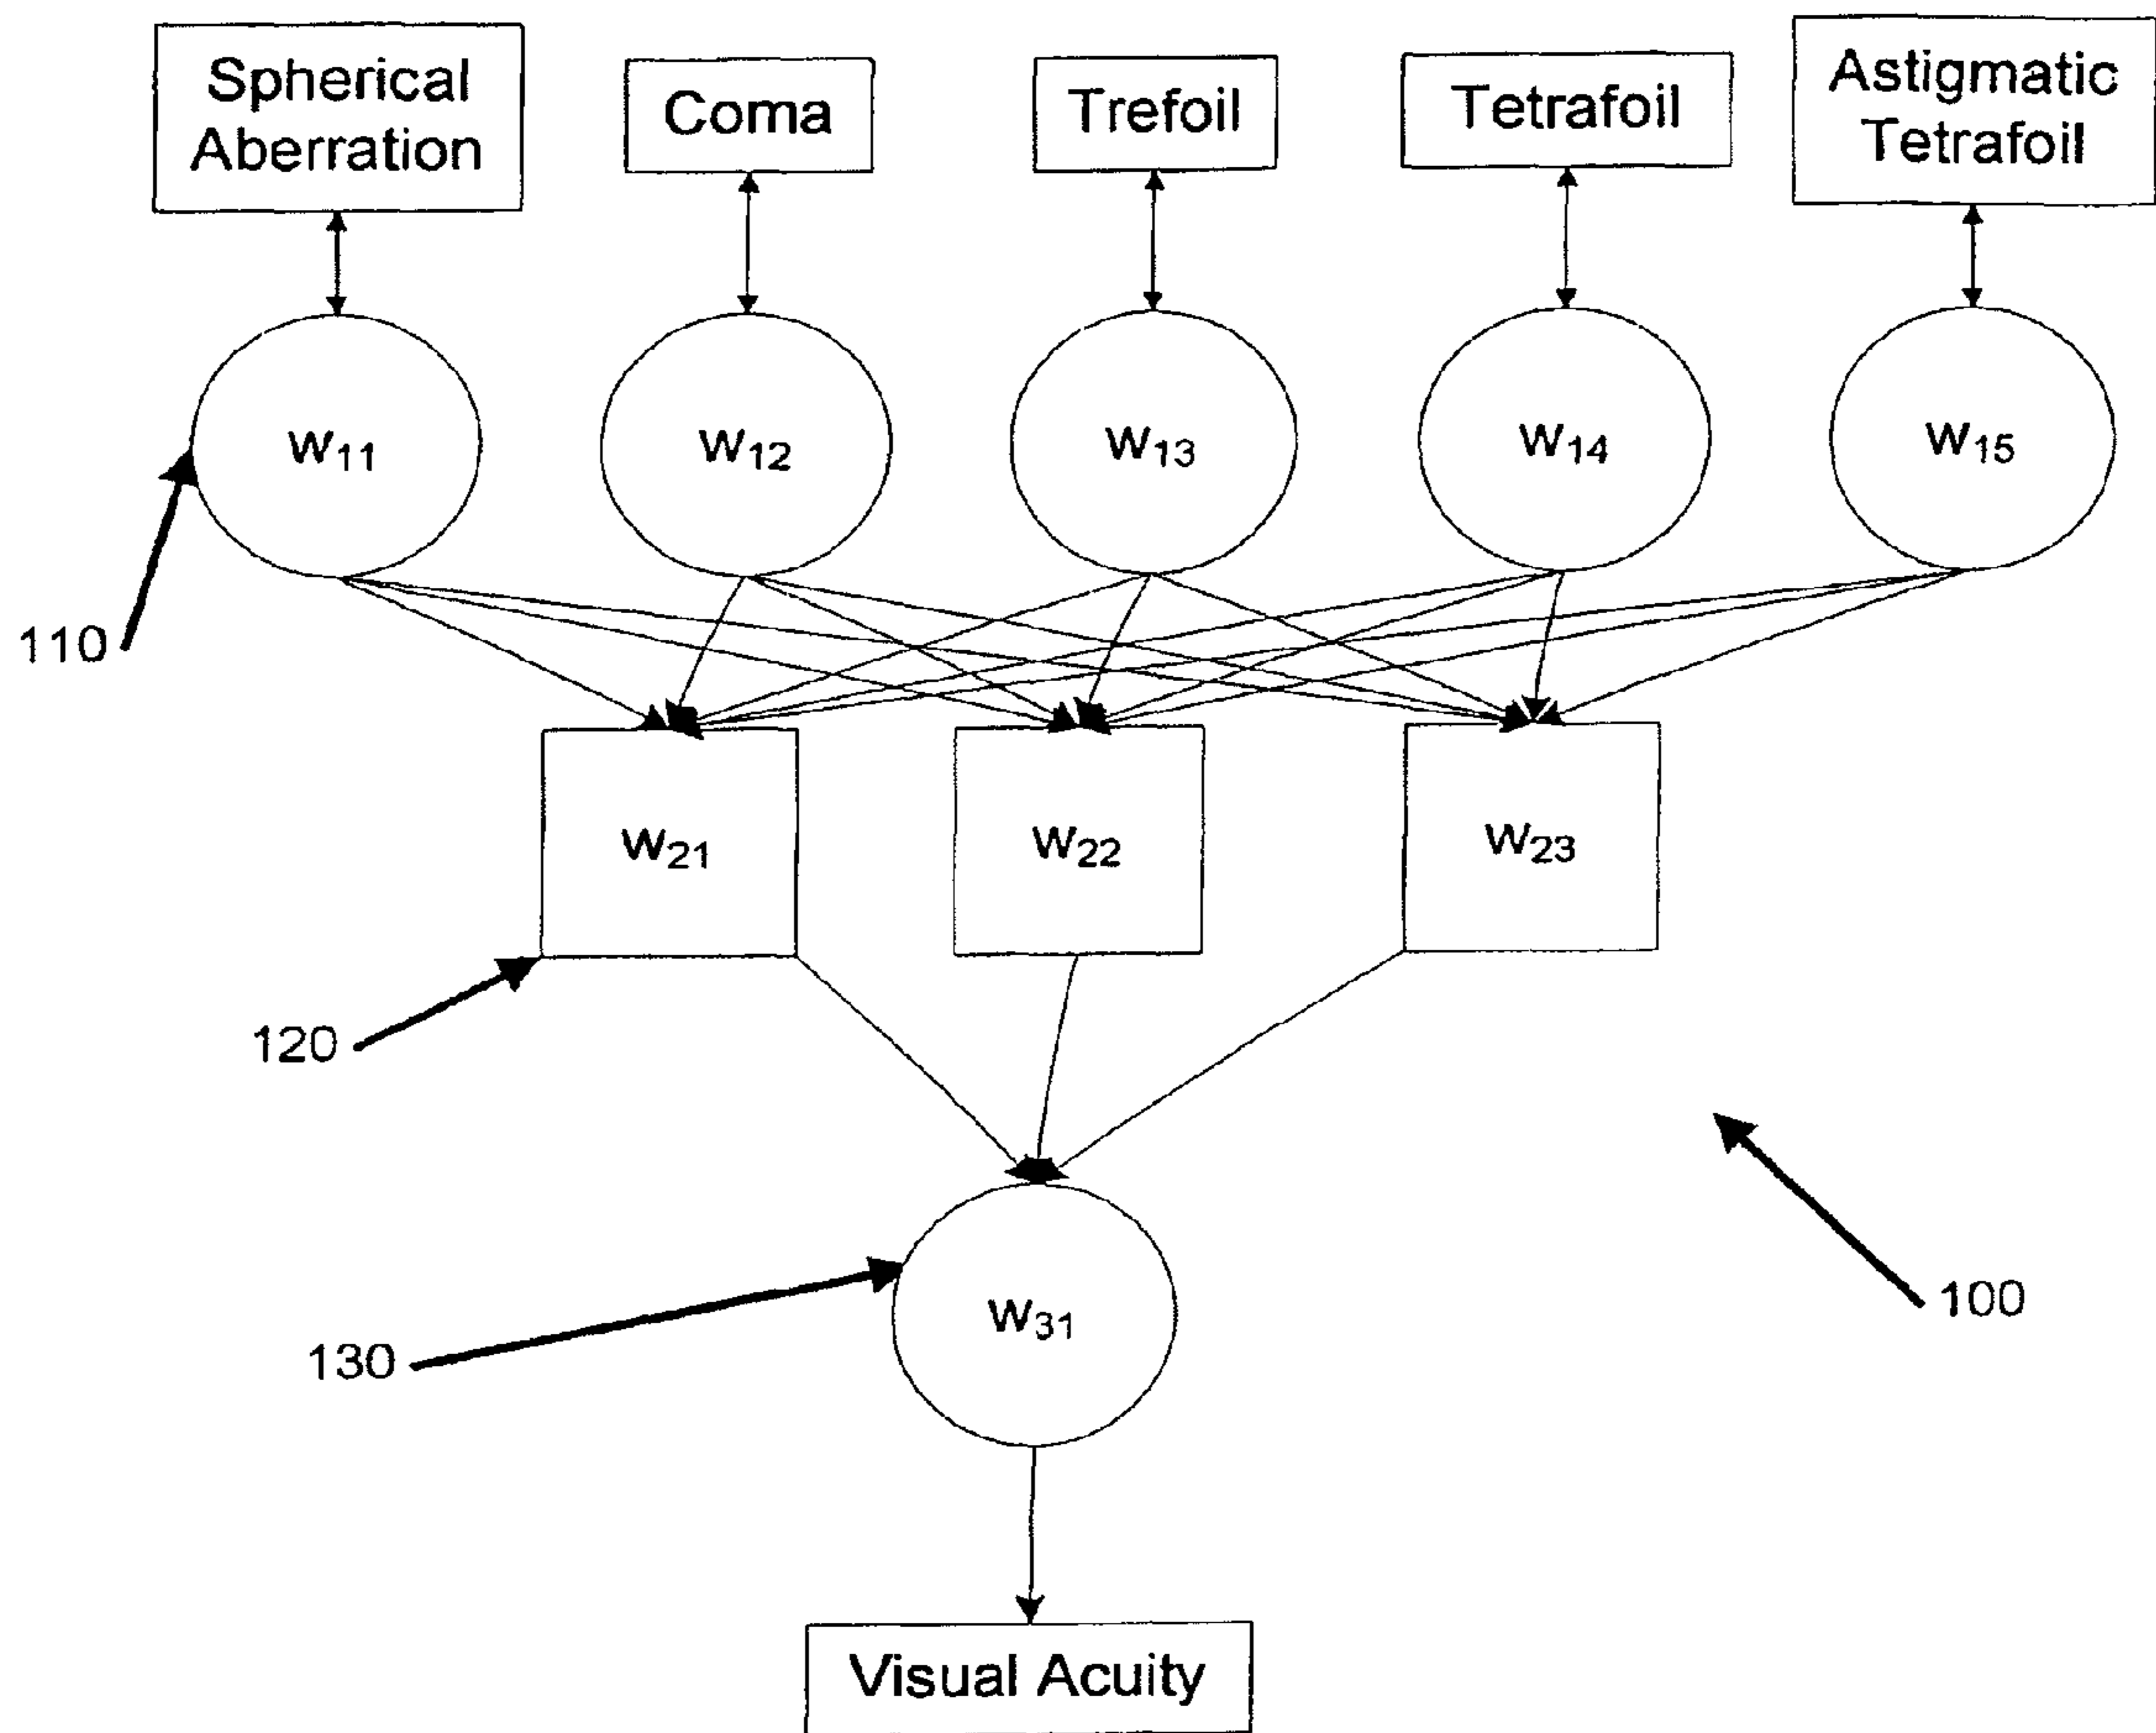 Spherical
Aberration
Coma
Trefoil
Tetrafoil
Astigmatic
Tetrafoil
W₁₁
W₁₂
W₁₃
W₁₄
W₁₅
110
W₂₁
W₂₂
W₂₃
120
W₃₁
100
130
Visual Acuity